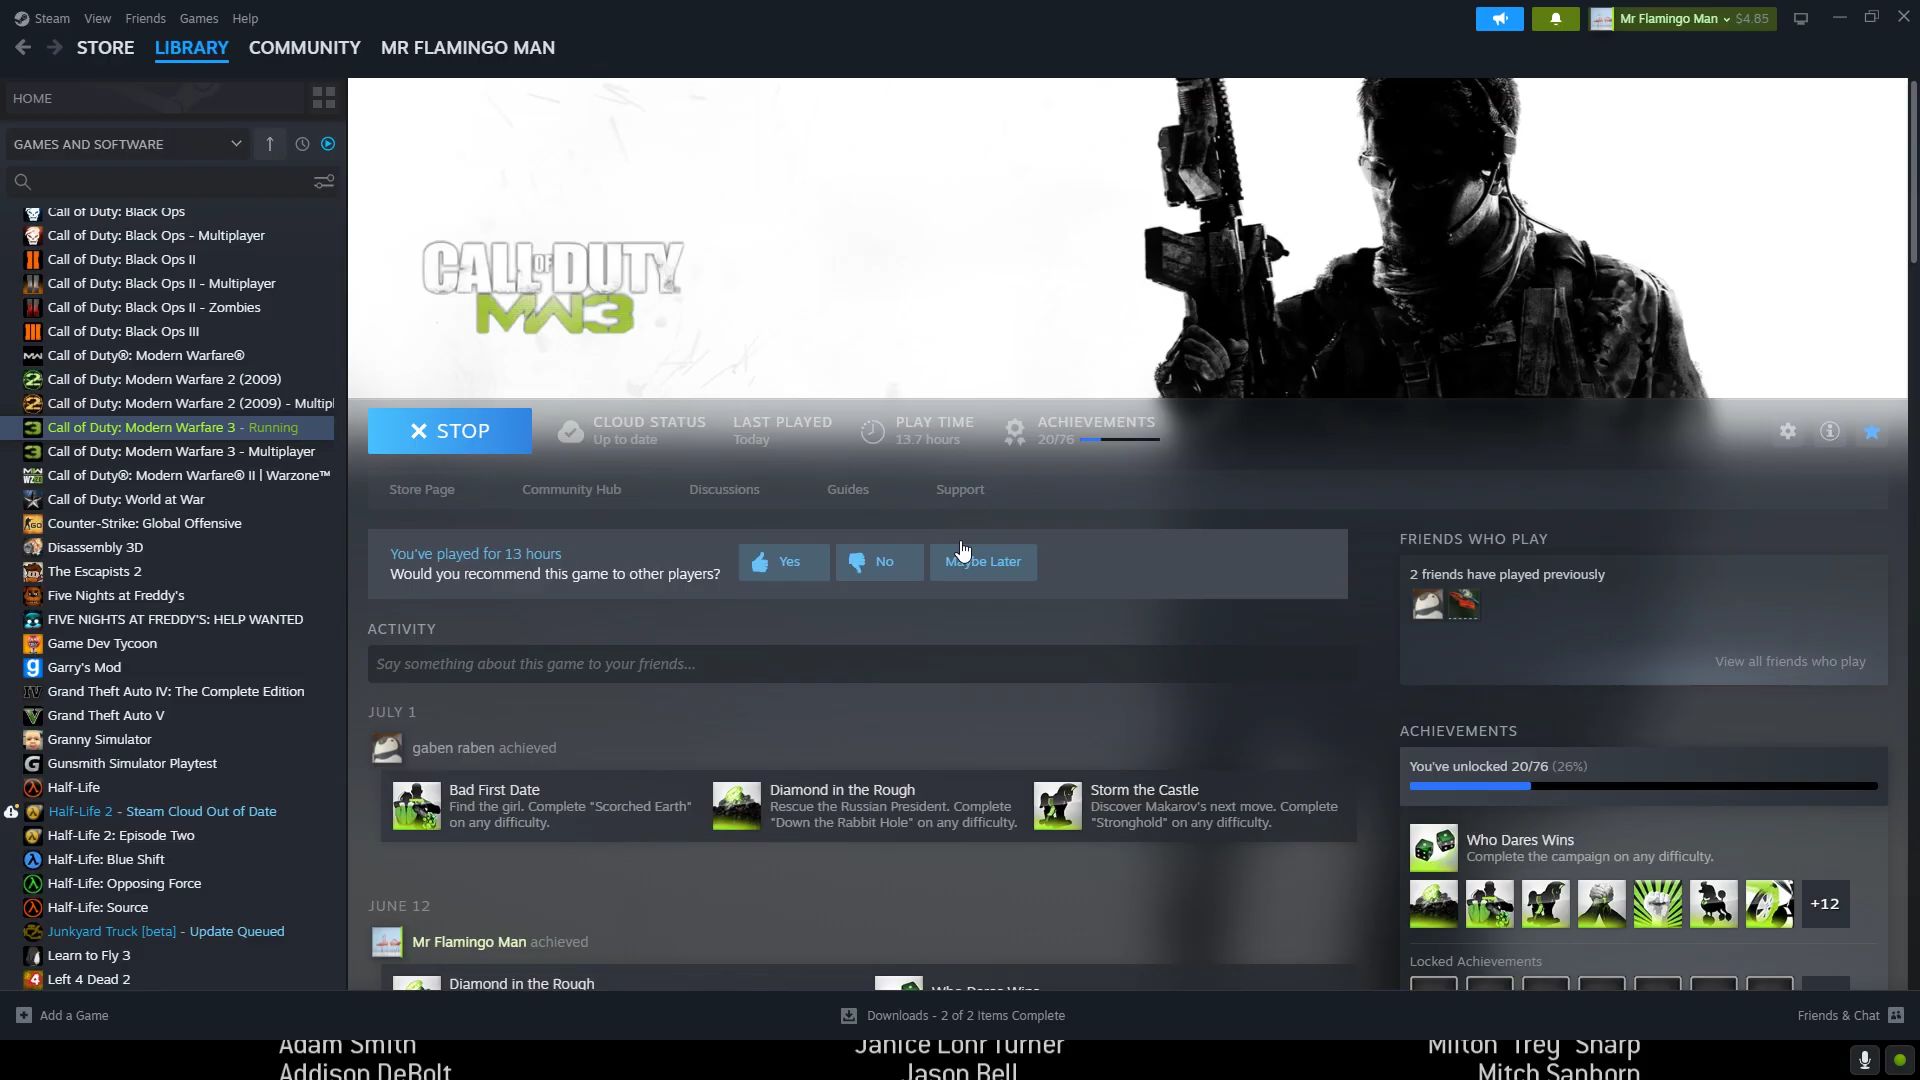 Steam View Friends Games Help
Mr Flamingo Man $4.85
STORE LIBRARY COMMUNITY MR FLAMINGO MAN
HOME
GAMES AND SOFTWARE
Call of Duty: Black Ops
Call of Duty: Black Ops - Multiplayer
Call of Duty: Black Ops II
Call of Duty: Black Ops II - Multiplayer
Call of Duty: Black Ops II - Zombies
Call of Duty: Black Ops III
Call of Duty®: Modern Warfare®
Call of Duty: Modern Warfare 2 (2009)
Call of Duty: Modern Warfare 2 (2009) - Multipl
Call of Duty: Modern Warfare 3 - Running
Call of Duty: Modern Warfare 3 - Multiplayer
Call of Duty®: Modern Warfare® II | Warzone™
Call of Duty: World at War
Counter-Strike: Global Offensive
Disassembly 3D
The Escapists 2
Five Nights at Freddy's
FIVE NIGHTS AT FREDDY'S: HELP WANTED
Game Dev Tycoon
Garry's Mod
Grand Theft Auto IV: The Complete Edition
Grand Theft Auto V
Granny Simulator
Gunsmith Simulator Playtest
Half-Life
Half-Life 2 - Steam Cloud Out of Date
Half-Life 2: Episode Two
Half-Life: Blue Shift
Half-Life: Opposing Force
Half-Life: Source
Junkyard Truck [beta] - Update Queued
Learn to Fly 3
Left 4 Dead 2
CALL OF DUTY
MW3
STOP
CLOUD STATUS
Up to date
LAST PLAYED
Today
PLAY TIME
13.7 hours
ACHIEVEMENTS
20/76
Store Page Community Hub Discussions Guides Support
You've played for 13 hours
Would you recommend this game to other players?
Yes No Maybe Later
ACTIVITY
Say something about this game to your friends...
JULY 1
gaben raben achieved
Bad First Date
Find the girl. Complete "Scorched Earth"
on any difficulty.
Diamond in the Rough
Rescue the Russian President. Complete
"Down the Rabbit Hole" on any difficulty.
Storm the Castle
Discover Makarov's next move. Complete
"Stronghold" on any difficulty.
JUNE 12
Mr Flamingo Man achieved
Diamond in the Rough
Who Dares Wins
FRIENDS WHO PLAY
2 friends have played previously
View all friends who play
ACHIEVEMENTS
You've unlocked 20/76 (26%)
Who Dares Wins
Complete the campaign on any difficulty.
+12
Locked Achievements
Add a Game
Downloads - 2 of 2 Items Complete
Friends & Chat
Adam Smith Janice Lohr Turner Milton "Trey" Sharp
Addison DeBolt Jason Bell Mitch Sanborn